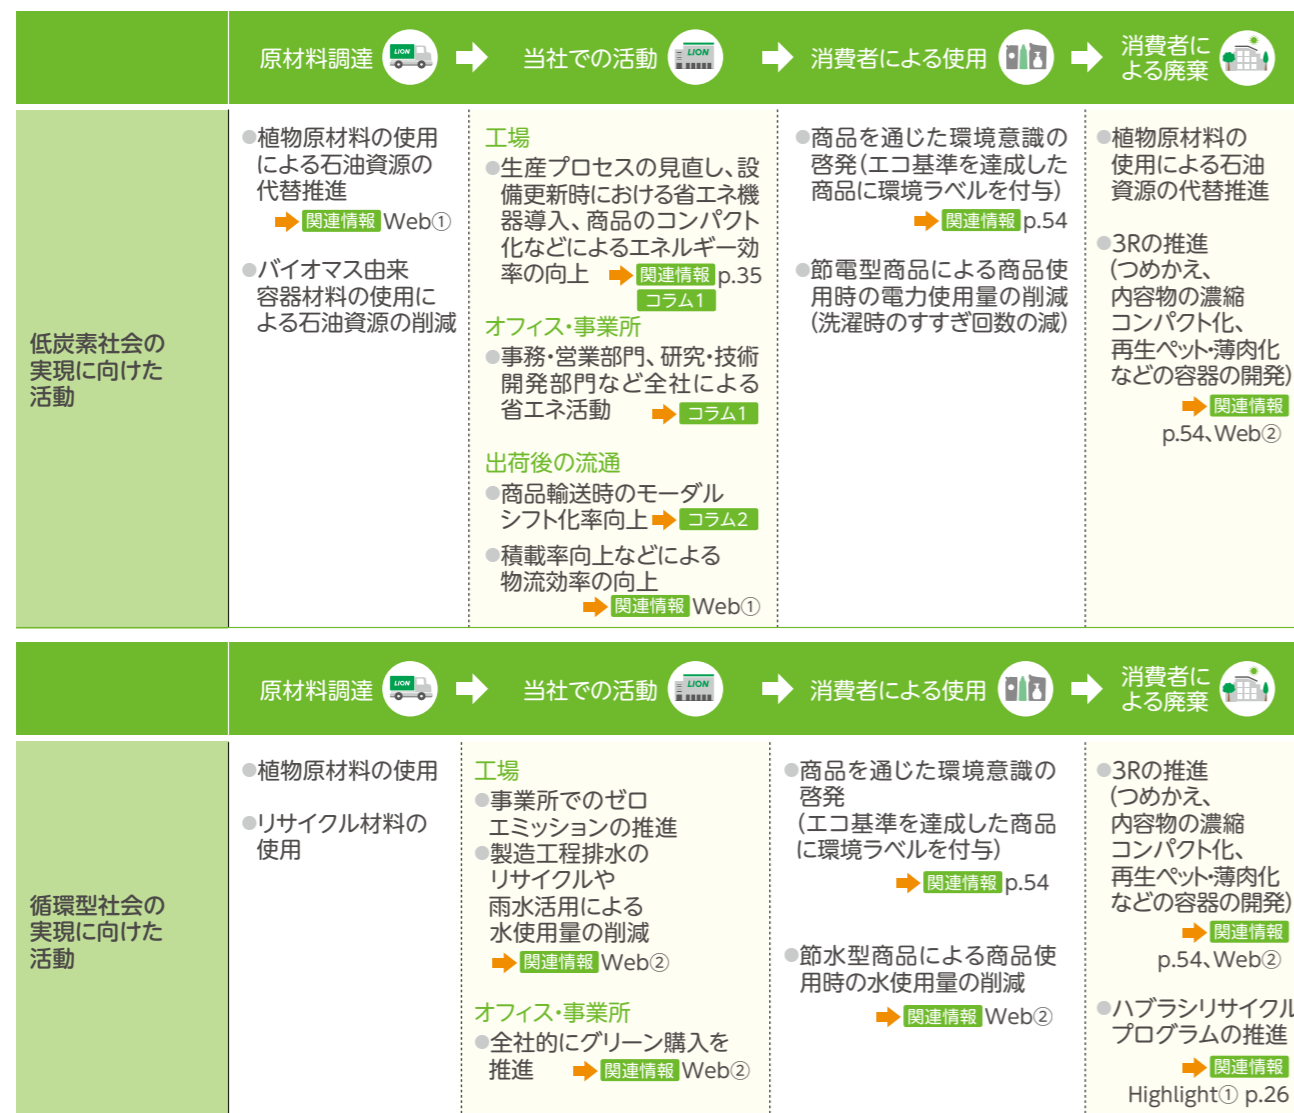 原材料調達
LION
当社での活動
LION
消費者による使用
消費者に
よる廃棄
低炭素社会の
実現に向けた
活動
●植物原材料の使用
による石油資源の
代替推進
関連情報 Web①
●バイオマス由来
容器材料の使用に
よる石油資源の削減
工場
●生産プロセスの見直し、設
備更新時における省エネ機
器導入、商品のコンパクト
化などによるエネルギー効
率の向上 関連情報 p.35
コラム1
オフィス・事業所
●事務・営業部門、研究・技術
開発部門など全社による
省エネ活動 コラム1
出荷後の流通
●商品輸送時のモーダル
シフト化率向上 コラム2
●積載率向上などによる
物流効率の向上
関連情報 Web①
●商品を通じた環境意識の
啓発(エコ基準を達成した
商品に環境ラベルを付与)
関連情報 p.54
●節電型商品による商品使
用時の電力使用量の削減
(洗濯時のすすぎ回数の減)
●植物原材料の
使用による石油
資源の代替推進
●3Rの推進
(つめかえ、
内容物の濃縮
コンパクト化、
再生ペット・薄肉化
などの容器の開発)
関連情報
p.54、Web②
原材料調達
LION
当社での活動
LION
消費者による使用
消費者に
よる廃棄
循環型社会の
実現に向けた
活動
●植物原材料の使用
●リサイクル材料の
使用
工場
●事業所でのゼロ
エミッションの推進
●製造工程排水の
リサイクルや
雨水活用による
水使用量の削減
関連情報 Web②
オフィス・事業所
●全社的にグリーン購入を
推進 関連情報 Web②
●商品を通じた環境意識の
啓発
(エコ基準を達成した商品
に環境ラベルを付与)
関連情報 p.54
●節水型商品による商品使
用時の水使用量の削減
関連情報 Web②
●3Rの推進
(つめかえ、
内容物の濃縮
コンパクト化、
再生ペット・薄肉化
などの容器の開発)
関連情報
p.54、Web②
●ハブラシリサイクル
プログラムの推進
関連情報
Highlight① p.26